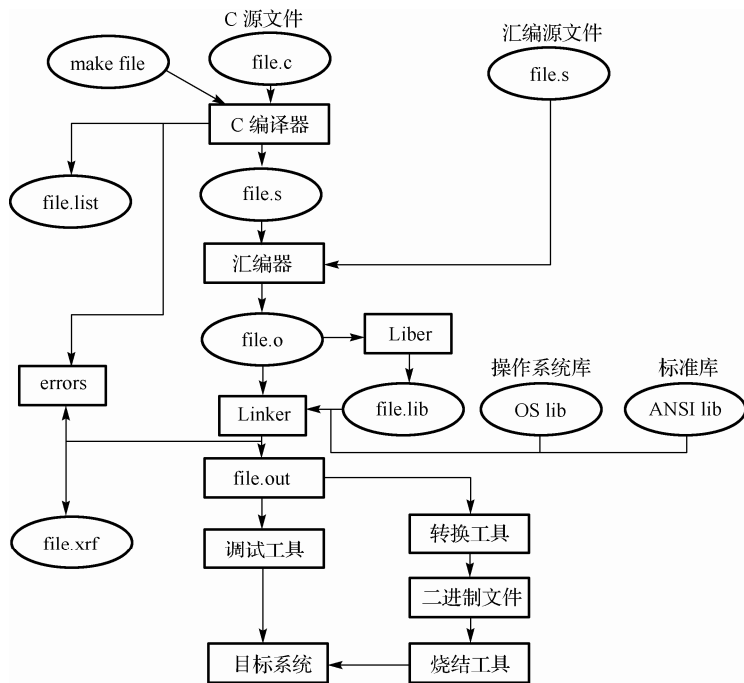 C 源文件
汇编源文件
make file
file.c
file.s
C 编译器
file.list
file.s
汇编器
file.o
Liber
errors
操作系统库
标准库
Linker
file.lib
OS lib
ANSI lib
file.out
file.xrf
调试工具
转换工具
二进制文件
目标系统
烧结工具